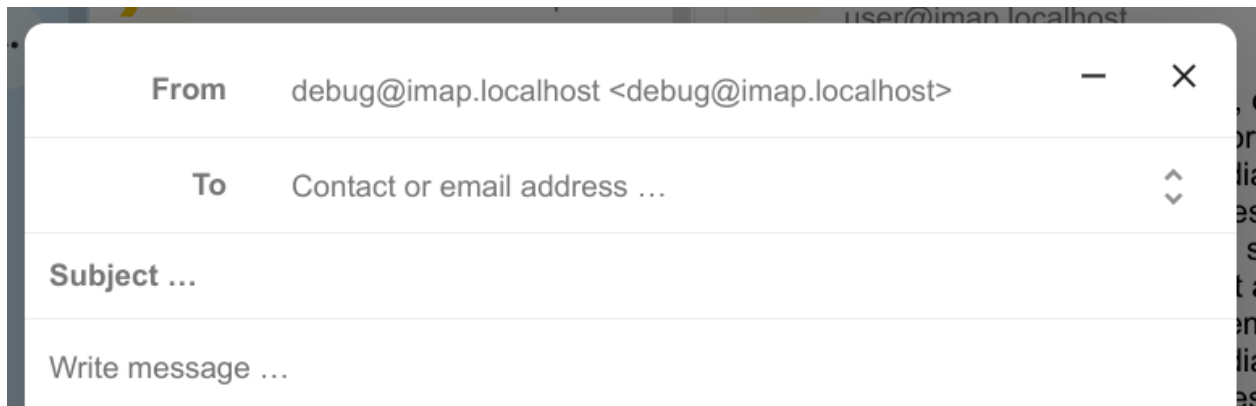 user@imap.localhost
From debug@imap.localhost <debug@imap.localhost>
To Contact or email address …
Subject …
Write message …